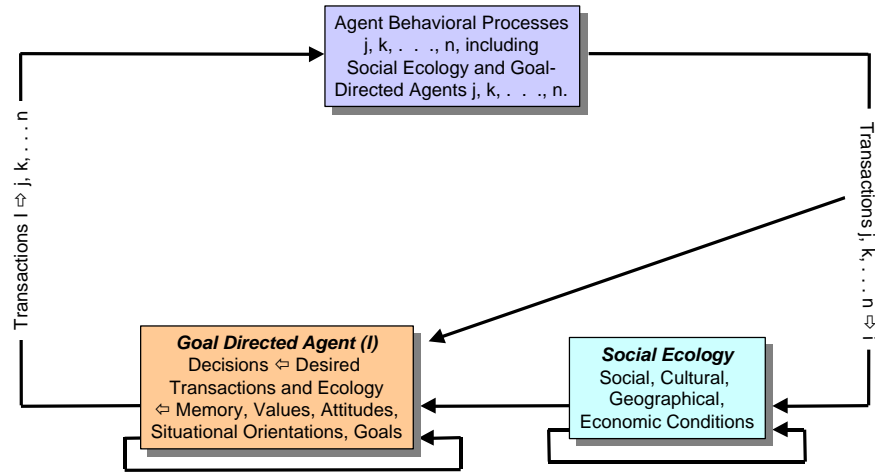 Agent Behavioral Processes
j, k, . . ., n, including
Social Ecology and Goal-
Directed Agents j, k, . . ., n.
Transactions I ⇨ j, k, . . . n
Transactions j, k, . . . n ⇨ i
Goal Directed Agent (I)
Decisions ⇦ Desired
Transactions and Ecology
⇦ Memory, Values, Attitudes,
Situational Orientations, Goals
Social Ecology
Social, Cultural,
Geographical,
Economic Conditions